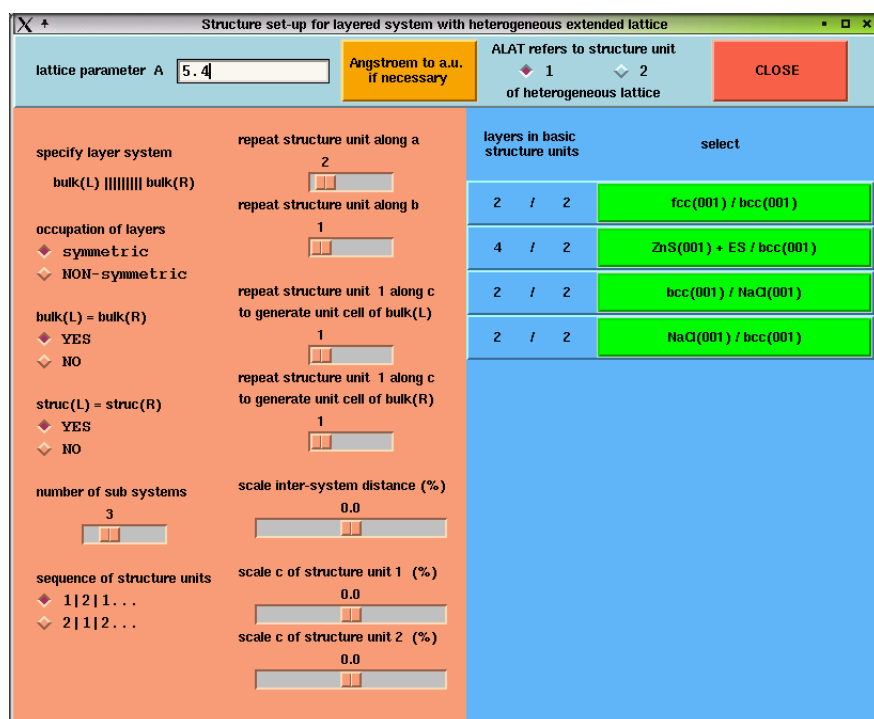 Structure set-up for layered system with heterogeneous extended lattice
lattice parameter A 5.4
Angstroem to a.u.
if necessary
ALAT refers to structure unit
1 2
of heterogeneous lattice
CLOSE
specify layer system
bulk(L) ||||||||| bulk(R)
occupation of layers
symmetric
NON-symmetric
bulk(L) = bulk(R)
YES
NO
struc(L) = struc(R)
YES
NO
number of sub systems
3
sequence of structure units
1|2|1...
2|1|2...
repeat structure unit along a
2
repeat structure unit along b
1
repeat structure unit 1 along c
to generate unit cell of bulk(L)
1
repeat structure unit 1 along c
to generate unit cell of bulk(R)
1
scale inter-system distance (%)
0.0
scale c of structure unit 1 (%)
0.0
scale c of structure unit 2 (%)
0.0
layers in basic
structure units
select
2 / 2 fcc(001) / bcc(001)
4 / 2 ZnS(001) + ES / bcc(001)
2 / 2 bcc(001) / NaCl(001)
2 / 2 NaCl(001) / bcc(001)